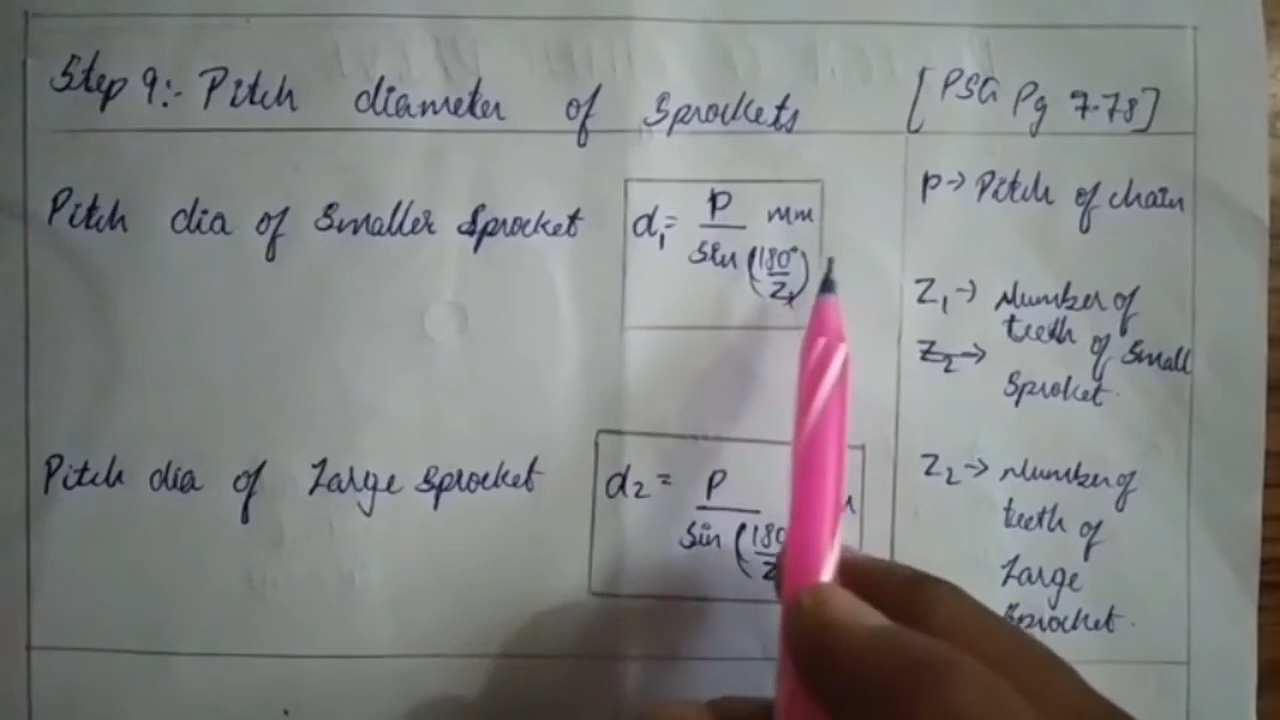 Step 9:- Pitch diameter of Sprockets [PSG Pg 7.78]
Pitch dia of Smaller Sprocket d₁ = P / sin (180° / Z₁) mm
P → Pitch of chain
Z₁ → Number of
teeth of Small
Z₂ →
Sproket.
Pitch dia of Large Sprocket d₂ = P / sin (180 / Z
Z₂ → Number of
teeth of
Large
Sprocket.